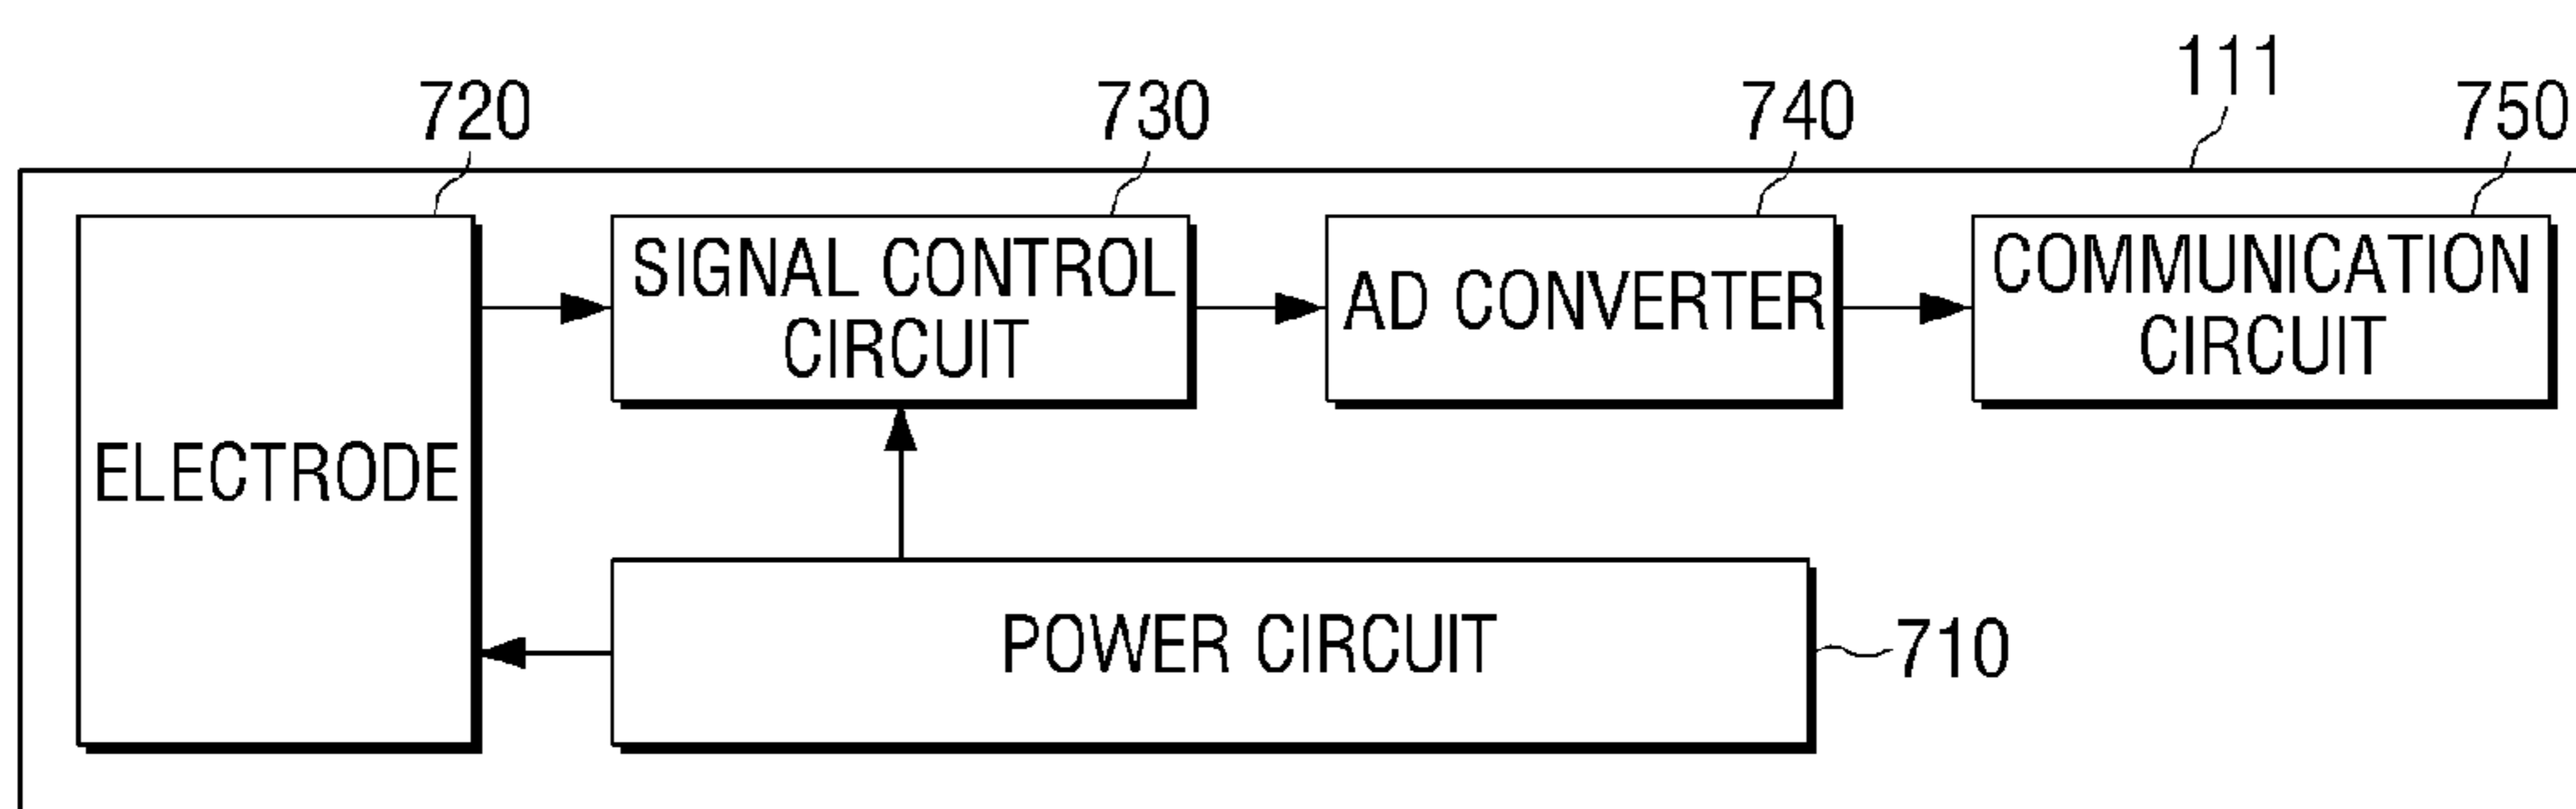 111
720
730
740
750
SIGNAL CONTROL
CIRCUIT
AD CONVERTER
COMMUNICATION
CIRCUIT
ELECTRODE
POWER CIRCUIT
710